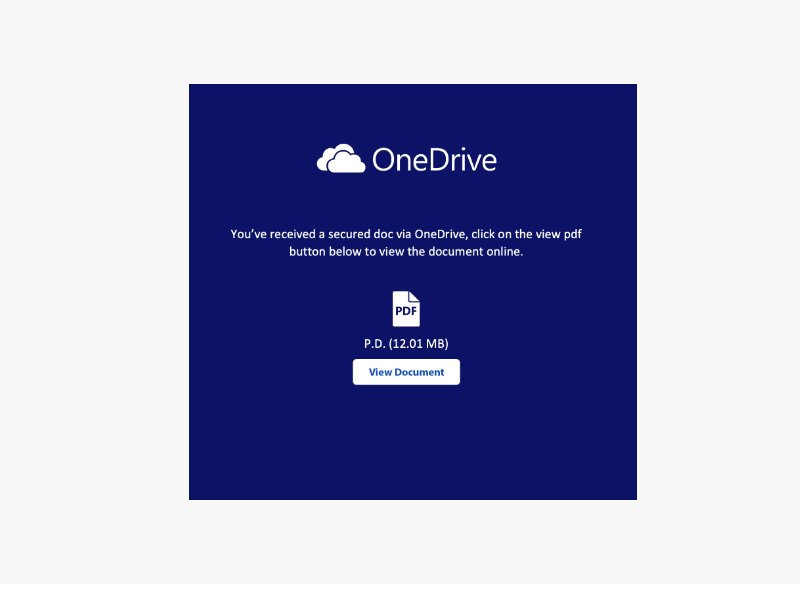 OneDrive
You've received a secured doc via OneDrive, click on the view pdf
button below to view the document online.
PDF
P.D. (12.01 MB)
View Document